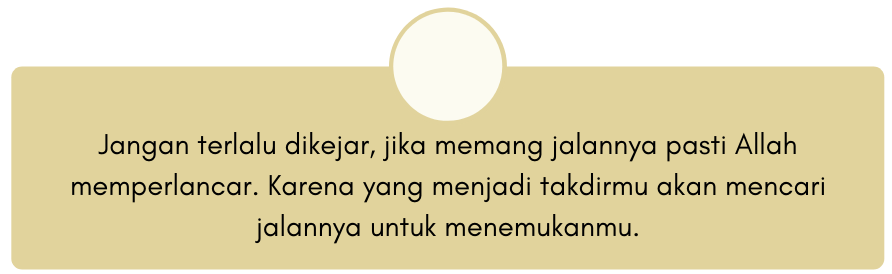 Jangan terlalu dikejar, jika memang jalannya pasti Allah
memperlancar. Karena yang menjadi takdirmu akan mencari
jalannya untuk menemukanmu.